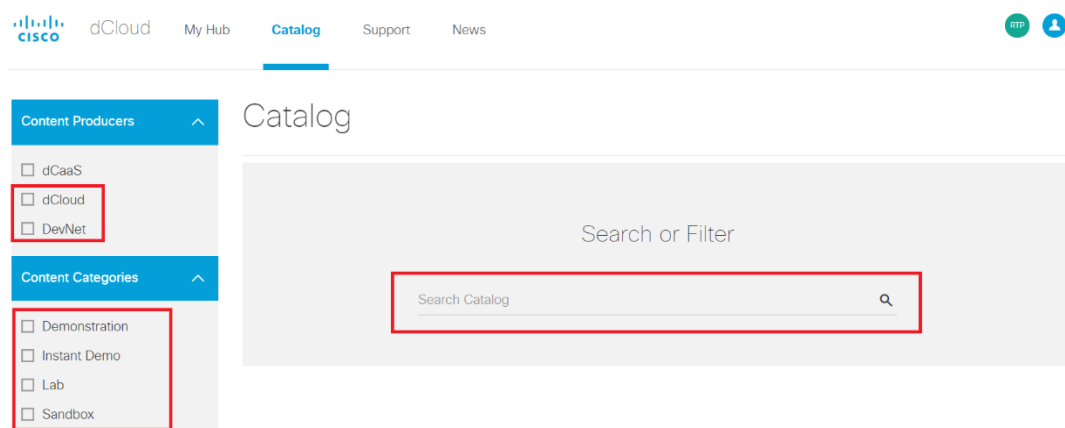 CISCO dCloud My Hub Catalog Support News RTP
Content Producers
dCaaS
dCloud
DevNet
Content Categories
Demonstration
Instant Demo
Lab
Sandbox
Catalog
Search or Filter
Search Catalog